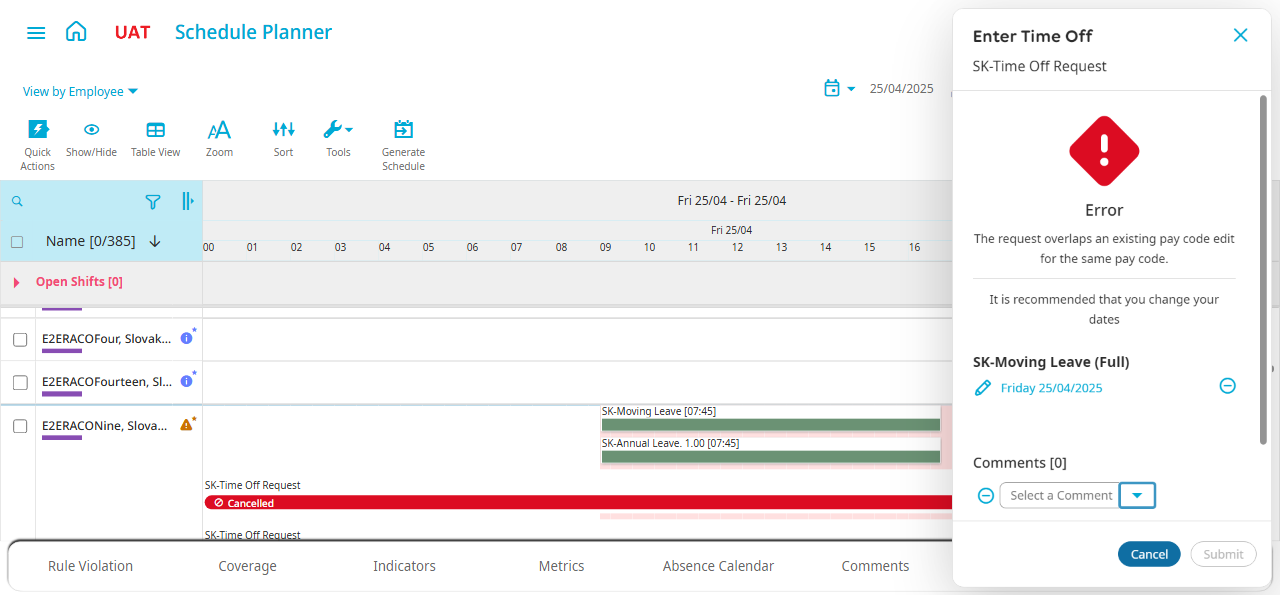 UAT
Schedule Planner
View by Employee
25/04/2025
Quick Actions
Show/Hide
Table View
Zoom
Sort
Tools
Generate Schedule
Fri 25/04 - Fri 25/04
Name [0/385]
Fri 25/04
00 01 02 03 04 05 06 07 08 09 10 11 12 13 14 15 16
Open Shifts [0]
E2ERACOFour, Slovak...
E2ERACOFourteen, Sl...
E2ERACONine, Slova...
SK-Moving Leave [07:45]
SK-Annual Leave. 1.00 [07:45]
SK-Time Off Request
Cancelled
SK-Time Off Request
Rule Violation
Coverage
Indicators
Metrics
Absence Calendar
Comments
Enter Time Off
SK-Time Off Request
Error
The request overlaps an existing pay code edit
for the same pay code.
It is recommended that you change your
dates
SK-Moving Leave (Full)
Friday 25/04/2025
Comments [0]
Select a Comment
Cancel
Submit